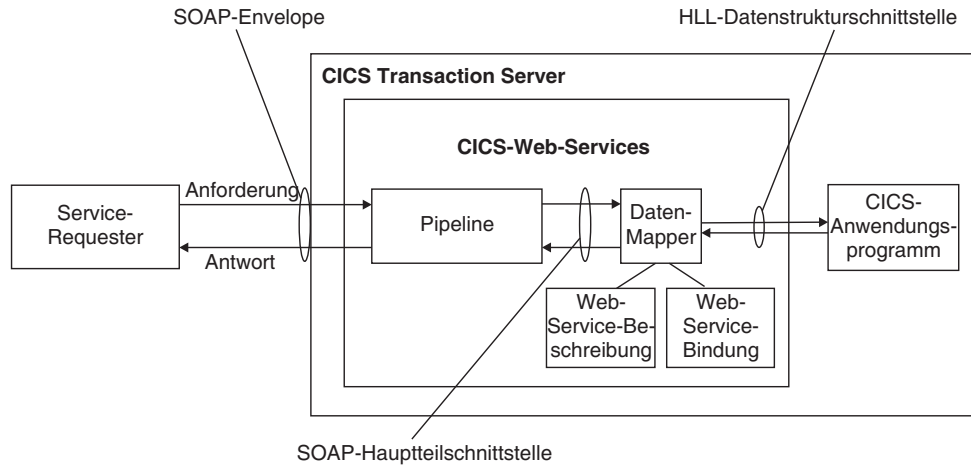 SOAP-Envelope
HLL-Datenstrukturschnittstelle
CICS Transaction Server
CICS-Web-Services
Service-
Requester
Anforderung
Antwort
Pipeline
Daten-
Mapper
CICS-
Anwendungs-
programm
Web-
Service-Be-
schreibung
Web-
Service-
Bindung
SOAP-Hauptteilschnittstelle